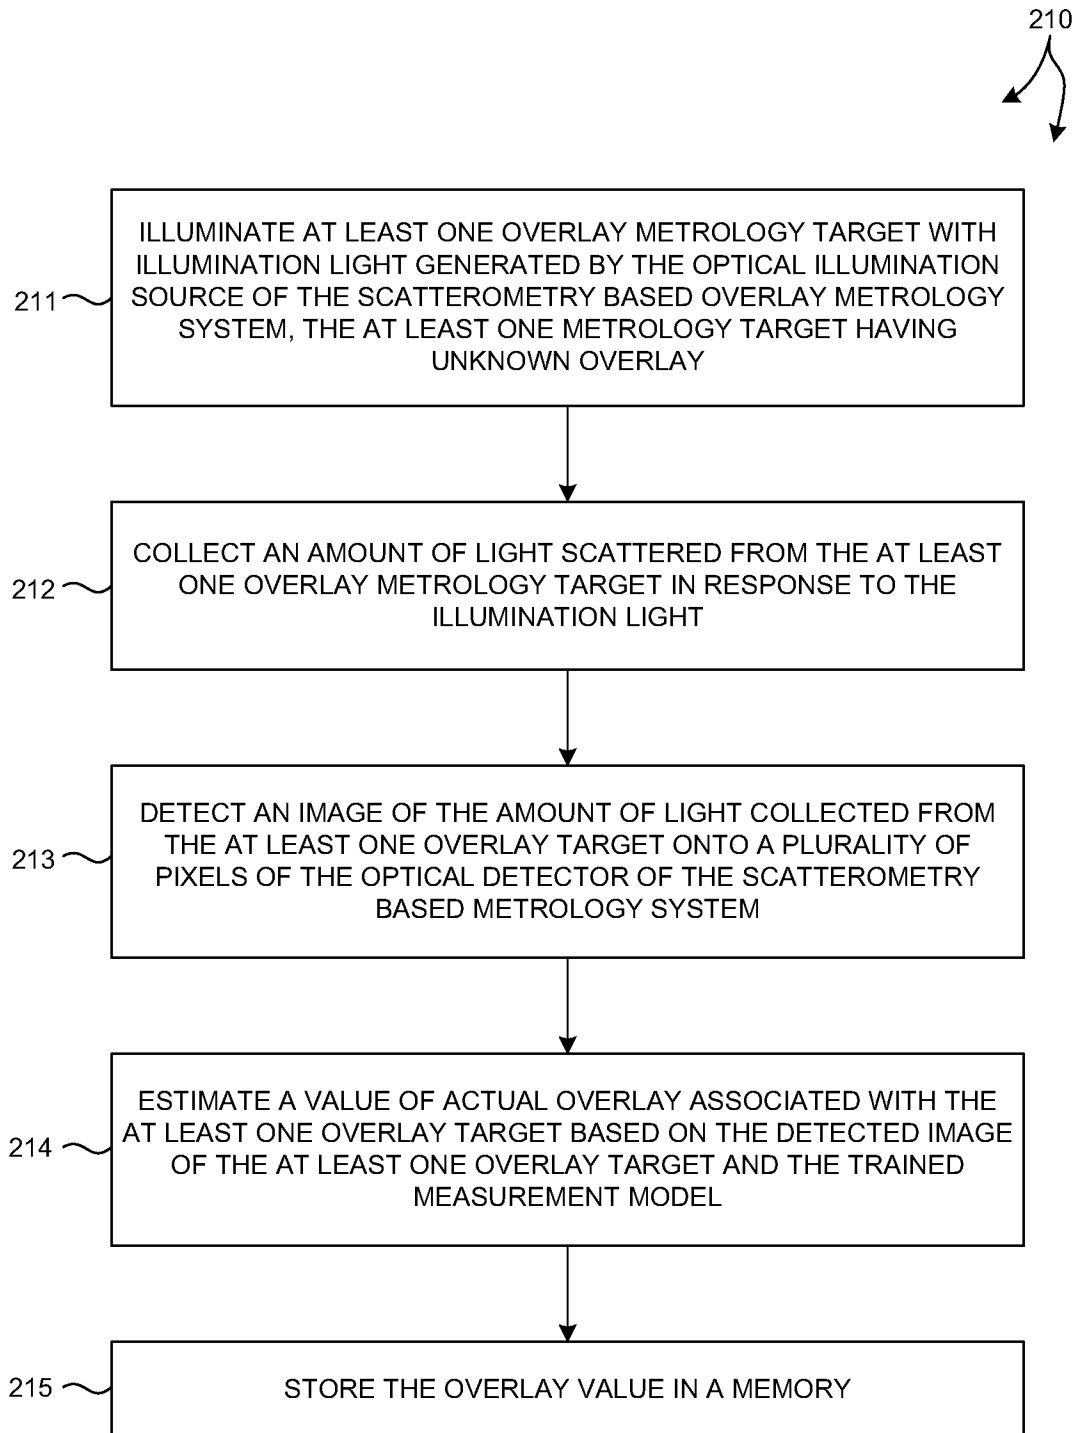 210
ILLUMINATE AT LEAST ONE OVERLAY METROLOGY TARGET WITH
ILLUMINATION LIGHT GENERATED BY THE OPTICAL ILLUMINATION
SOURCE OF THE SCATTEROMETRY BASED OVERLAY METROLOGY
SYSTEM, THE AT LEAST ONE METROLOGY TARGET HAVING
UNKNOWN OVERLAY
211
COLLECT AN AMOUNT OF LIGHT SCATTERED FROM THE AT LEAST
ONE OVERLAY METROLOGY TARGET IN RESPONSE TO THE
ILLUMINATION LIGHT
212
DETECT AN IMAGE OF THE AMOUNT OF LIGHT COLLECTED FROM
THE AT LEAST ONE OVERLAY TARGET ONTO A PLURALITY OF
PIXELS OF THE OPTICAL DETECTOR OF THE SCATTEROMETRY
BASED METROLOGY SYSTEM
213
ESTIMATE A VALUE OF ACTUAL OVERLAY ASSOCIATED WITH THE
AT LEAST ONE OVERLAY TARGET BASED ON THE DETECTED IMAGE
OF THE AT LEAST ONE OVERLAY TARGET AND THE TRAINED
MEASUREMENT MODEL
214
STORE THE OVERLAY VALUE IN A MEMORY
215